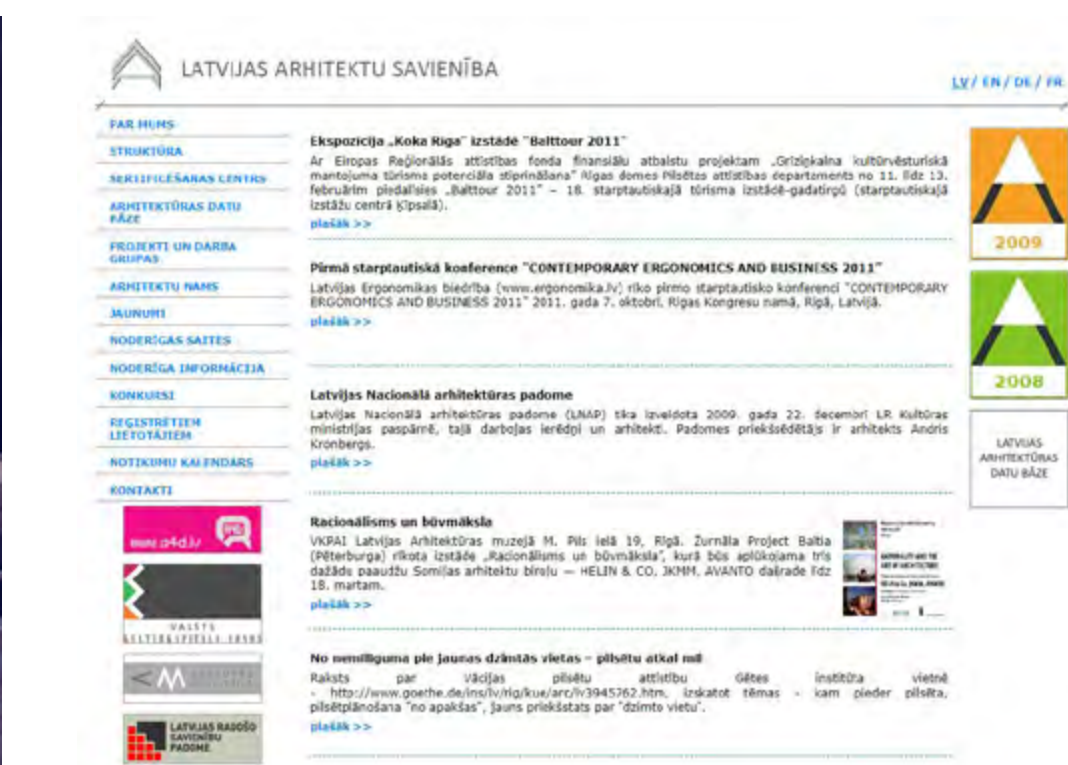 LATVIJAS ARHITEKTU SAVIENĪBA
LV / EN / DE / FR
PAR MUMS
STRUKTŪRA
SERTIFICĒŠANAS CENTRS
ARHITEKTŪRAS DATU
BĀZE
PROJEKTI UN DARBA
GRUPAS
ARHITEKTU NAMS
JAUNUMI
NODERĪGAS SAITES
NODERĪGA INFORMĀCIJA
KONKURSI
REĢISTRĒTIEM
LIETOTĀJIEM
NOTIKUMU KALENDĀRS
KONTAKTI
www.a4d.lv
VALSTS
KULTŪRKAPITĀLA FONDS
<M
LATVIJAS RADOŠO
SAVIENĪBU
PADOME
Ekspozīcija „Koka Rīga" izstādē "Balttour 2011"
Ar Eiropas Reģionālās attīstības fonda finansiālu atbalstu projektam „Grīziņkalna kultūrvēsturiskā
mantojuma tūrisma potenciāla stiprināšana" Rīgas domes Pilsētas attīstības departaments no 11. līdz 13.
februārim piedalīsies „Balttour 2011" – 18. starptautiskajā tūrisma izstādē-gadatirgū (starptautiskajā
izstāžu centrā Ķīpsalā).
plašāk >>
Pirmā starptautiskā konference "CONTEMPORARY ERGONOMICS AND BUSINESS 2011"
Latvijas Ergonomikas biedrība (www.ergonomika.lv) rīko pirmo starptautisko konferenci "CONTEMPORARY
ERGONOMICS AND BUSINESS 2011" 2011. gada 7. oktobrī, Rīgas Kongresu namā, Rīgā, Latvijā.
plašāk >>
Latvijas Nacionālā arhitektūras padome
Latvijas Nacionālā arhitektūras padome (LNAP) tika izveidota 2009. gada 22. decembrī LR Kultūras
ministrijas paspārnē, tajā darbojas ierēdņi un arhitekti. Padomes priekšsēdētājs ir arhitekts Andris
Kronbergs.
plašāk >>
Racionālisms un būvmāksla
VKPAI Latvijas Arhitektūras muzejā M. Pils ielā 19, Rīgā. Žurnāla Project Baltia
(Pēterburga) rīkota izstāde „Racionālisms un būvmāksla", kurā būs aplūkojama trīs
dažādu paaudžu Somijas arhitektu biroju — HELIN & CO, JKMM, AVANTO daiļrade līdz
18. martam.
plašāk >>
RATIONALITY AND THE
ART OF ARCHITECTURE
No nemīlīguma pie jaunas dzimtās vietas – pilsētu atkal mīl
Raksts par Vācijas pilsētu attīstību Gētes institūta vietnē
- http://www.goethe.de/ins/lv/rig/kue/arc/lv3945762.htm, izskatot tēmas - kam pieder pilsēta,
pilsētplānošana "no apakšas", jauns priekšstats par "dzimto vietu".
plašāk >>
2009
2008
LATVIJAS
ARHITEKTŪRAS
DATU BĀZE